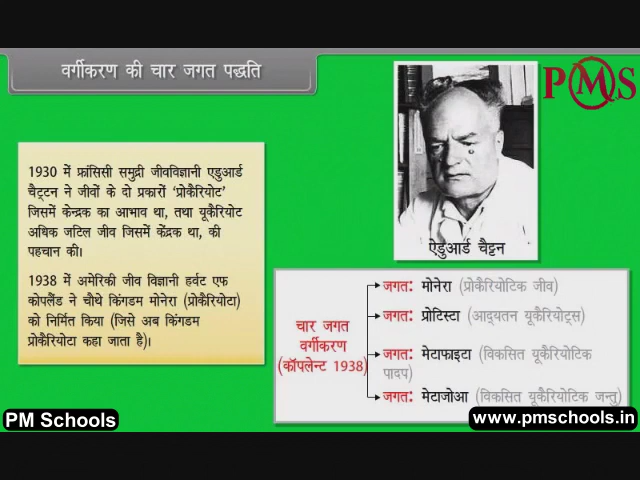 वर्गीकरण की चार जगत पद्धति
PMS
1930 में फ्रांसिसी समुद्री जीवविज्ञानी एडुआर्ड
चैट्टन ने जीवों के दो प्रकारों ‘प्रोकैरियोट’
जिसमें केन्द्रक का आभाव था, तथा यूकैरियोट
अधिक जटिल जीव जिसमें केंद्रक था, की
पहचान की।
1938 में अमेरिकी जीव विज्ञानी हर्वट एफ
कोपलैंड ने चौथे किंगडम मोनेरा (प्रोकैरियोटा)
को निर्मित किया (जिसे अब किंगडम
प्रोकैरियोटा कहा जाता है)।
ऐडुआर्ड चैट्टन
चार जगत
वर्गीकरण
(कॉपलेन्ट 1938)
जगत: मोनेरा (प्रोकैरियोटिक जीव)
जगत: प्रोटिस्टा (आद्यतन यूकैरियोट्स)
जगत: मेटाफाइटा (विकसित यूकैरियोटिक
पादप)
जगत: मेटाजोआ (विकसित यूकैरियोटिक जन्तु)
PM Schools
www.pmschools.in